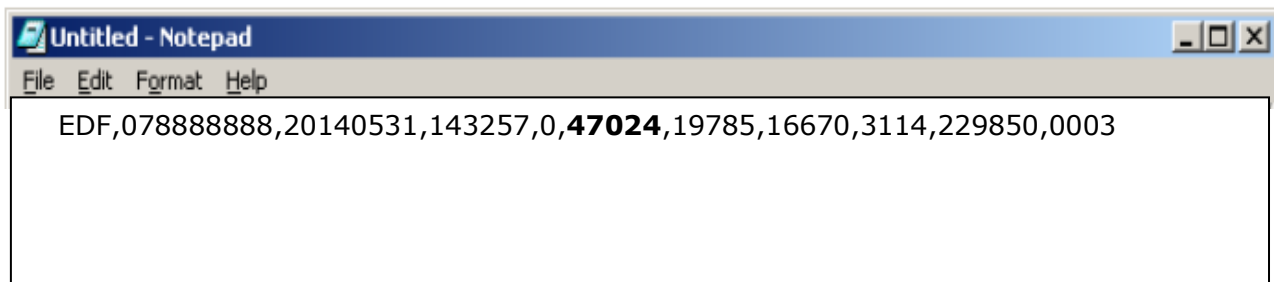 Untitled - Notepad
File Edit Format Help
EDF,078888888,20140531,143257,0,47024,19785,16670,3114,229850,0003